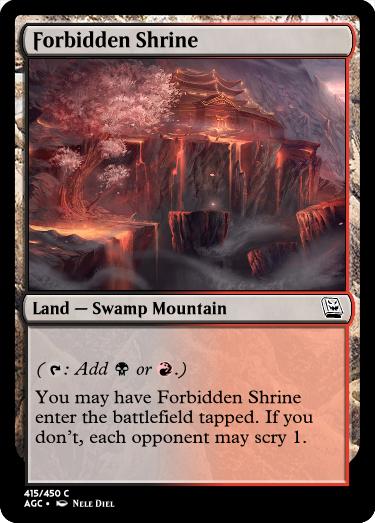 Forbidden Shrine
Land — Swamp Mountain
( : Add or .)
You may have Forbidden Shrine
enter the battlefield tapped. If you
don't, each opponent may scry 1.
415/450 C
AGC • Nele Diel